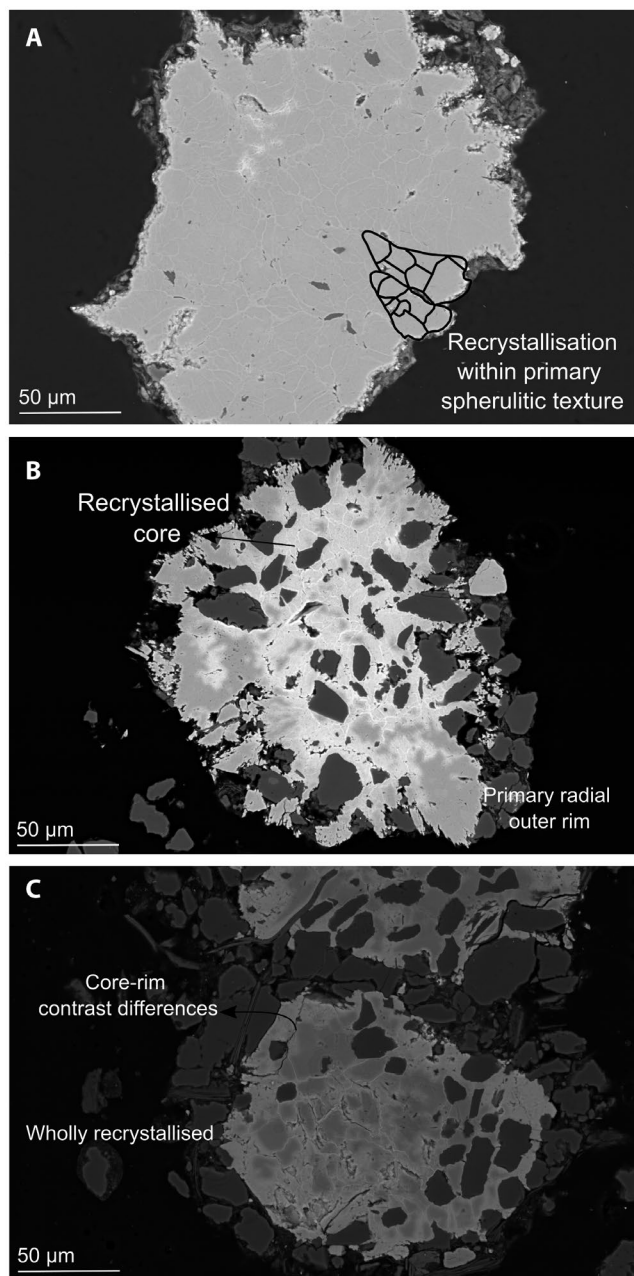 A
Recrystallisation
within primary
spherulitic texture
50 µm
B
Recrystallised
core
Primary radial
outer rim
50 µm
C
Core-rim
contrast differences
Wholly recrystallised
50 µm